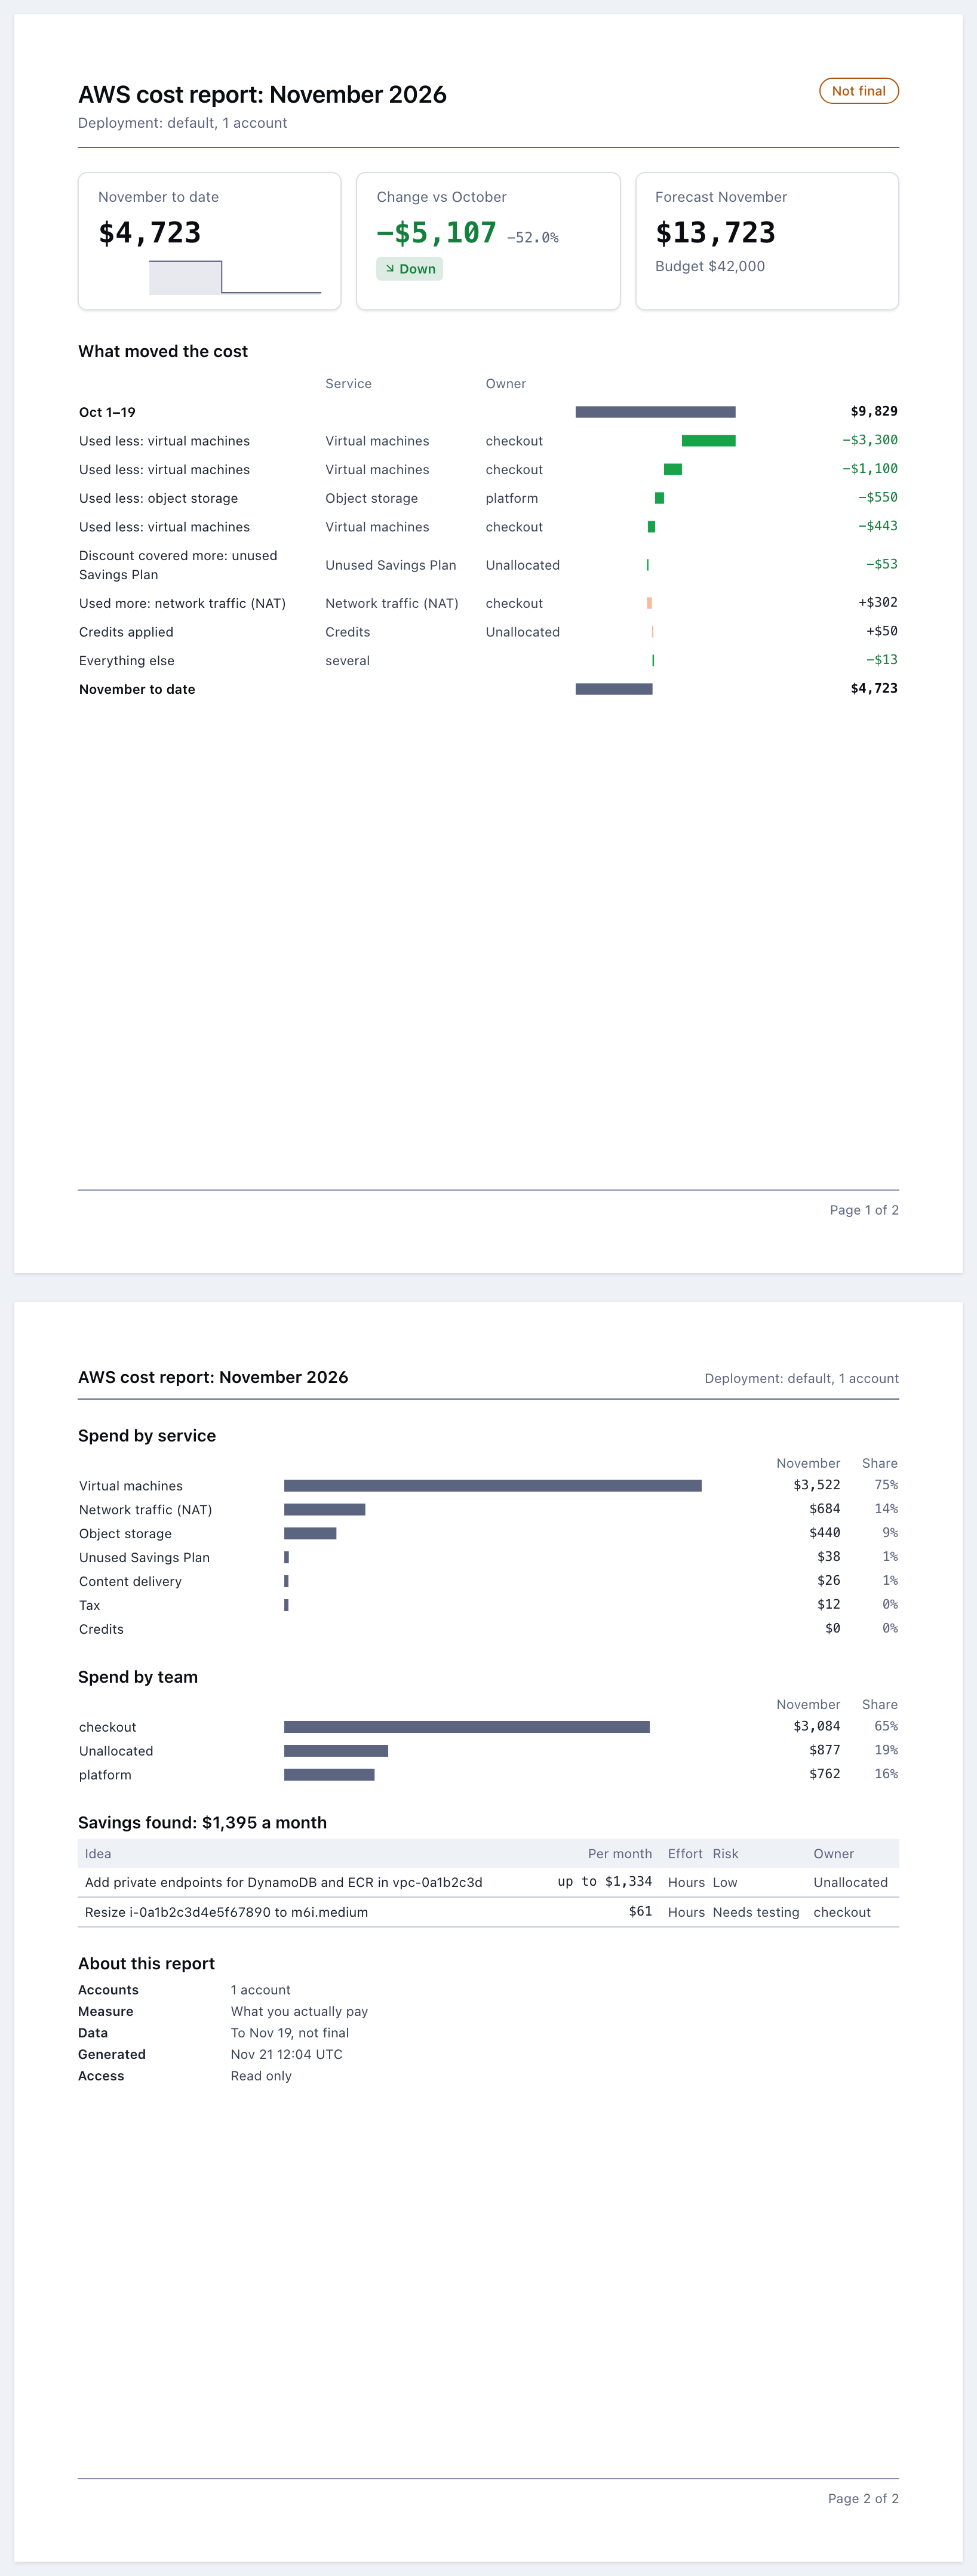 AWS cost report: November 2026
Not final
Deployment: default, 1 account
November to date
$4,723
Change vs October
−$5,107 −52.0%
↘ Down
Forecast November
$13,723
Budget $42,000
What moved the cost
Service Owner
Oct 1–19 $9,829
Used less: virtual machines Virtual machines checkout −$3,300
Used less: virtual machines Virtual machines checkout −$1,100
Used less: object storage Object storage platform −$550
Used less: virtual machines Virtual machines checkout −$443
Discount covered more: unused
Savings Plan Unused Savings Plan Unallocated −$53
Used more: network traffic (NAT) Network traffic (NAT) checkout +$302
Credits applied Credits Unallocated +$50
Everything else several −$13
November to date $4,723
Page 1 of 2
AWS cost report: November 2026 Deployment: default, 1 account
Spend by service
November Share
Virtual machines $3,522 75%
Network traffic (NAT) $684 14%
Object storage $440 9%
Unused Savings Plan $38 1%
Content delivery $26 1%
Tax $12 0%
Credits $0 0%
Spend by team
November Share
checkout $3,084 65%
Unallocated $877 19%
platform $762 16%
Savings found: $1,395 a month
Idea Per month Effort Risk Owner
Add private endpoints for DynamoDB and ECR in vpc-0a1b2c3d up to $1,334 Hours Low Unallocated
Resize i-0a1b2c3d4e5f67890 to m6i.medium $61 Hours Needs testing checkout
About this report
Accounts 1 account
Measure What you actually pay
Data To Nov 19, not final
Generated Nov 21 12:04 UTC
Access Read only
Page 2 of 2